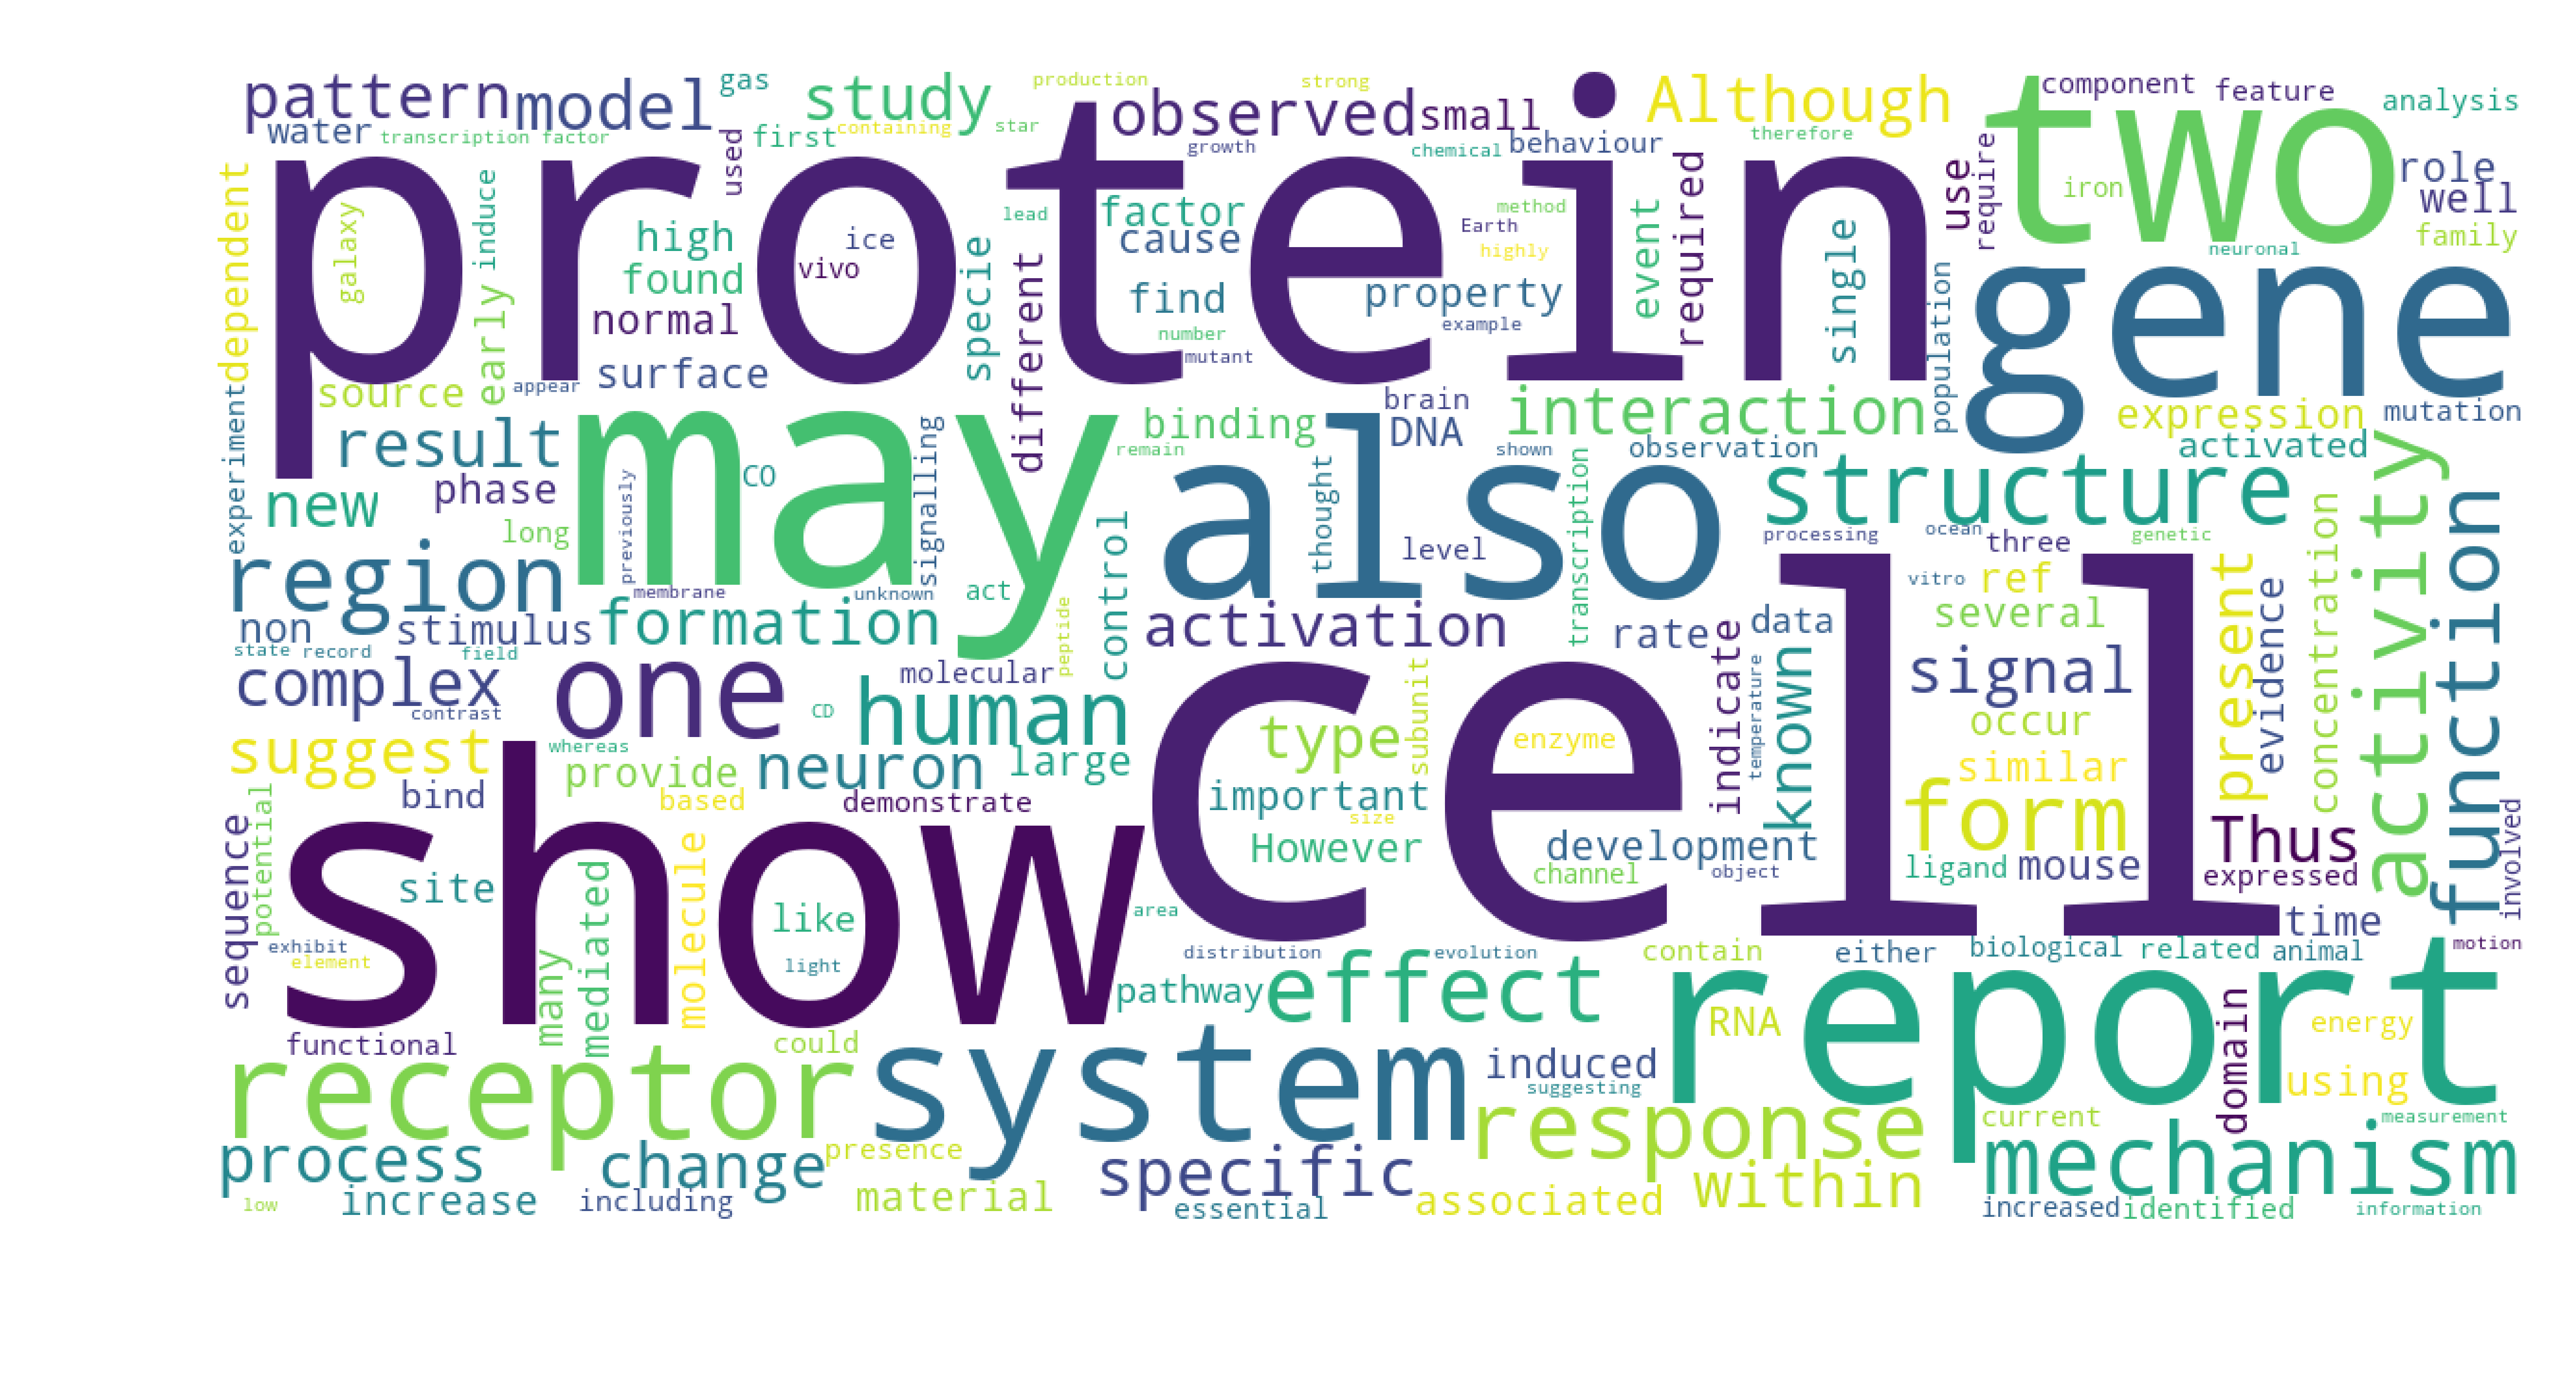 pattern
model
gas
study
production
observed
strong
small
Although
two
component
feature
analysis
water
transcription factor
used
first
containing
star
growth
chemical
behaviour
therefore
required
use
require
iron
role
well
family
neuronal
dependent
protein
galaxy
induce
early
high
found
normal
ice
vivo
specie
lead
different
factor
cause
find
number
mutant
method
Earth
highly
property
example
event
single
population
gene
source
appear
surface
experiment
result
may
signalling
remain
binding
brain
DNA
also
thought
shown
interaction
observation
transcription
expression
mutation
activated
structure
new
phase
long
previously
CO
level
processing
ocean
three
genetic
concentration
activity
function
region
membrane
unknown
act
control
peptide
formation
activation
rate
data
vitro
ref
several
present
evidence
non
stimulus
state
record
field
complex
contrast
one
molecular
human
CD
subunit
type
enzyme
indicate
temperature
known
signal
occur
similar
form
suggest
whereas
provide
neuron
large
cell
important
size
However
development
channel
object
ligand
mouse
Thus
expressed
involved
bind
potential
sequence
based
demonstrate
show
site
mediated
many
molecule
like
light
area
exhibit
element
distribution
evolution
contain
either
biological
related
animal
time
motion
pathway
effect
RNA
report
domain
energy
functional
could
receptor
system
induced
suggesting
using
response
current
measurement
process
change
presence
specific
mechanism
low
increase
including
material
essential
associated
within
increased
identified
information